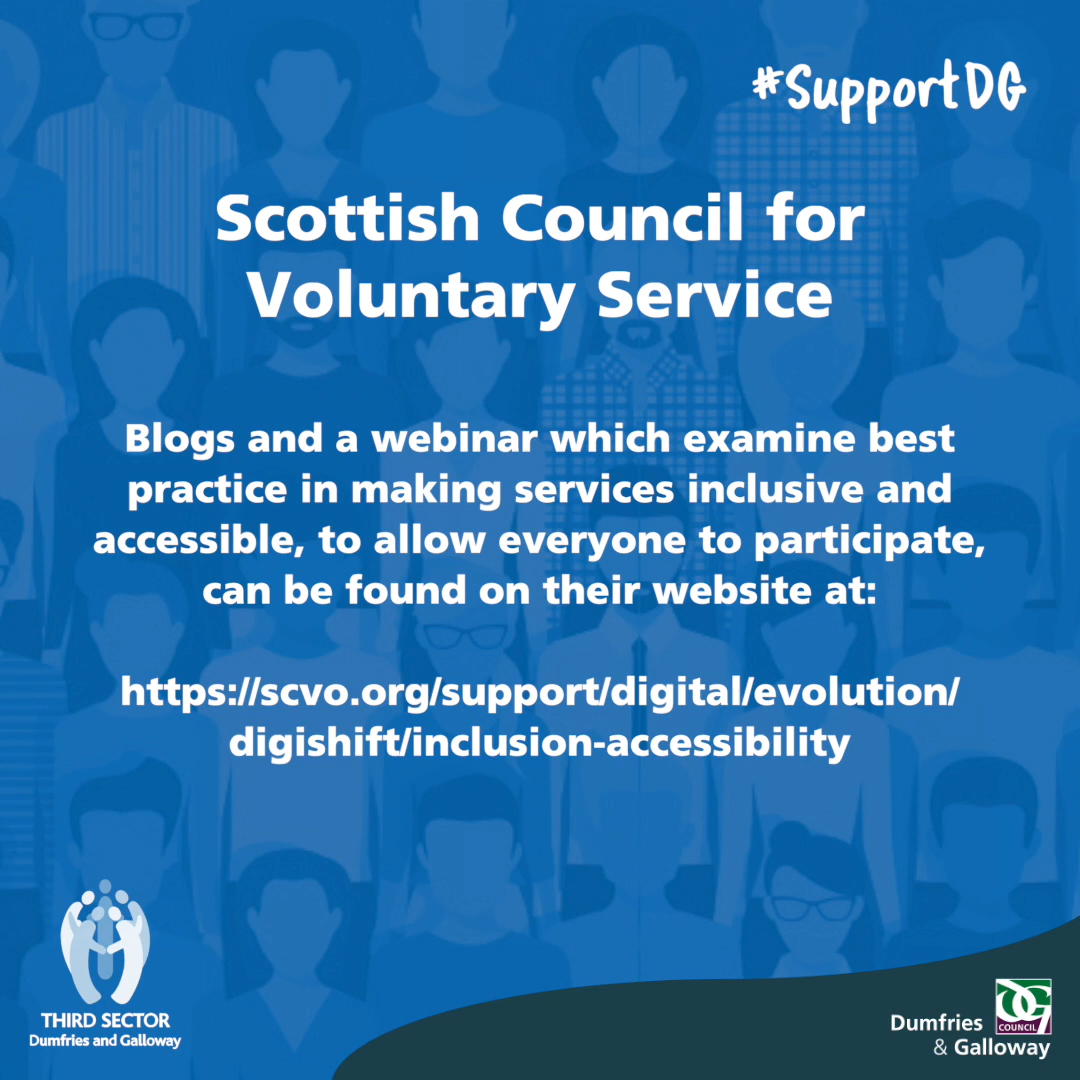 #SupportDG
Scottish Council for
Voluntary Service
Blogs and a webinar which examine best
practice in making services inclusive and
accessible, to allow everyone to participate,
can be found on their website at:
https://scvo.org/support/digital/evolution/
digishift/inclusion-accessibility
THIRD SECTOR
Dumfries and Galloway
Dumfries
& Galloway
DG
COUNCIL